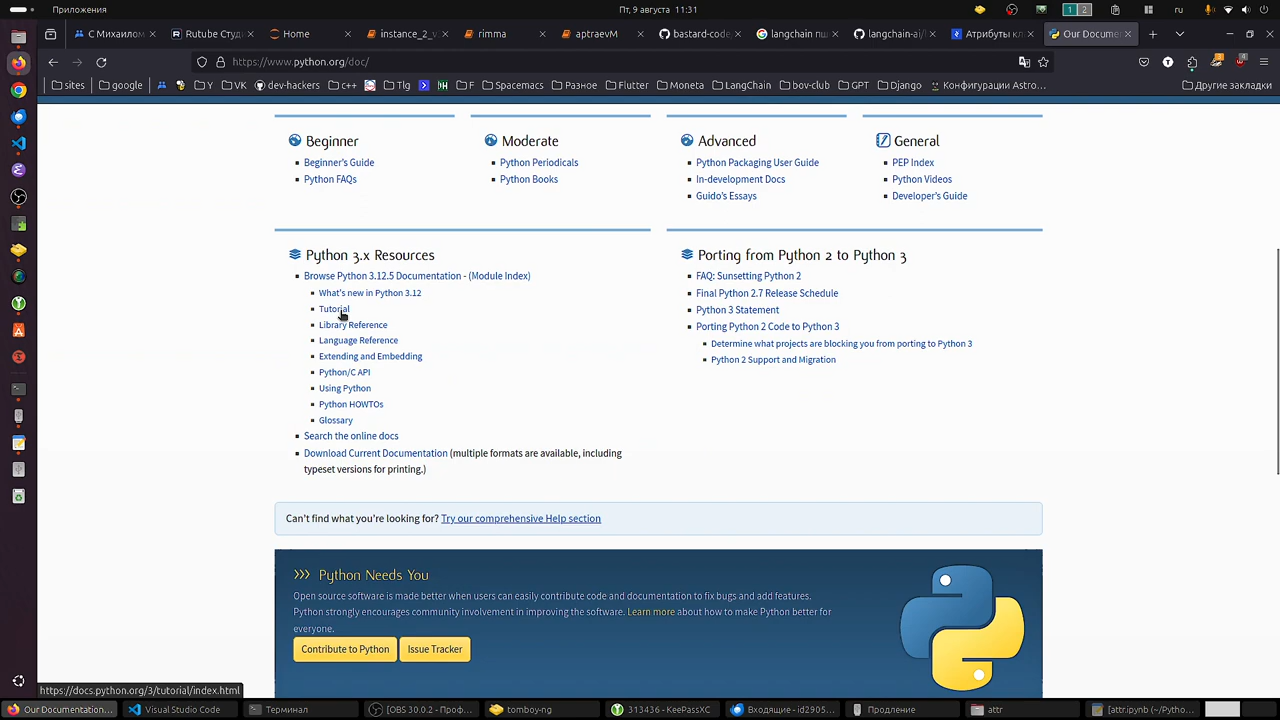 Приложения
Пт, 9 августа 11:31
1 2
ru
С Михаилом
Rutube Студ
Home
instance_2_v
rimma
aptraevM
bastard-code
langchain
langchain-ai/
Атрибуты кл
Our Docume
https://www.python.org/doc/
sites
google
VK
dev-hackers
c++
Tlg
F
Spacemacs
Разное
Flutter
Moneta
LangChain
bov-club
GPT
Django
Конфигурации Astro...
Другие закладки
Beginner
Beginner's Guide
Python FAQs
Moderate
Python Periodicals
Python Books
Advanced
Python Packaging User Guide
In-development Docs
Guido's Essays
General
PEP Index
Python Videos
Developer's Guide
Python 3.x Resources
Browse Python 3.12.5 Documentation - (Module Index)
What's new in Python 3.12
Tutorial
Library Reference
Language Reference
Extending and Embedding
Python/C API
Using Python
Python HOWTOs
Glossary
Search the online docs
Download Current Documentation (multiple formats are available, including
typeset versions for printing.)
Porting from Python 2 to Python 3
FAQ: Sunsetting Python 2
Final Python 2.7 Release Schedule
Python 3 Statement
Porting Python 2 Code to Python 3
Determine what projects are blocking you from porting to Python 3
Python 2 Support and Migration
Can't find what you're looking for? Try our comprehensive Help section
>>> Python Needs You
Open source software is made better when users can easily contribute code and documentation to fix bugs and add features.
Python strongly encourages community involvement in improving the software. Learn more about how to make Python better for
everyone.
Contribute to Python
Issue Tracker
https://docs.python.org/3/tutorial/index.html
Our Documentation...
Visual Studio Code
Терминал
[OBS 30.0.2 - Проф...
tomboy-ng
313436 - KeePassXC
Входящие - id2905...
Продление
attr
[attr.ipynb (~/Pytho...